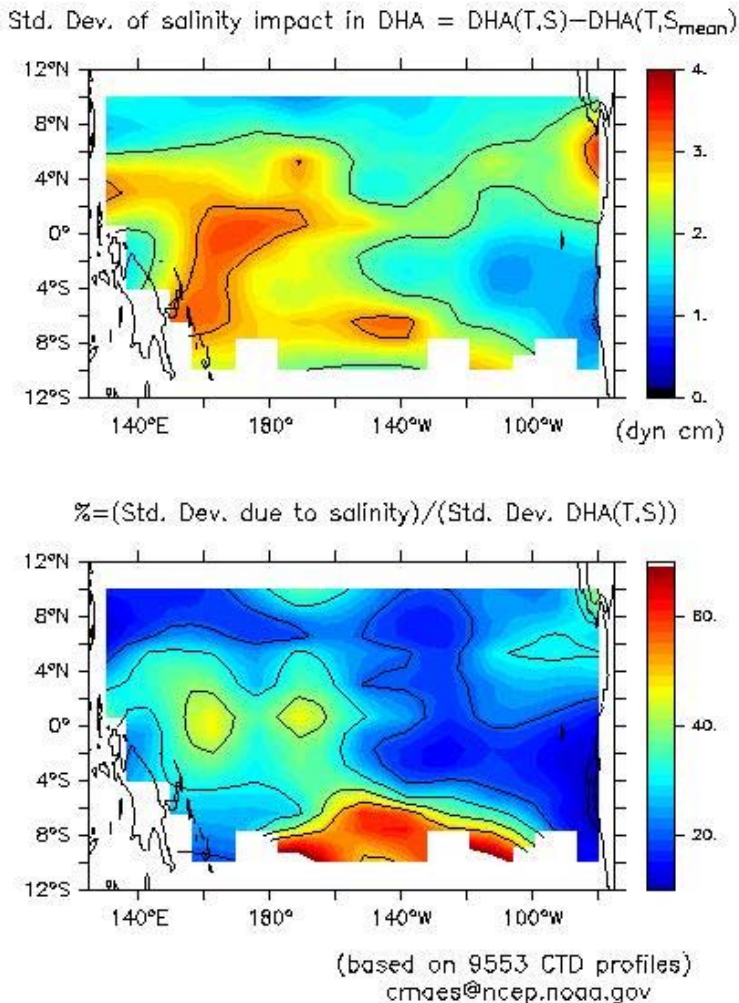 Std. Dev. of salinity impact in DHA = DHA(T,S)-DHA(T,Smean)
12°N
8°N
4°N
0°
4°S
8°S
12°S
140°E
180°
140°W
100°W
4.
3.
2.
1.
0.
(dyn cm)
%=(Std. Dev. due to salinity)/(Std. Dev. DHA(T,S))
12°N
8°N
4°N
0°
4°S
8°S
12°S
140°E
180°
140°W
100°W
60.
40.
20.
(based on 9553 CTD profiles)
cmaes@ncep.noaa.gov